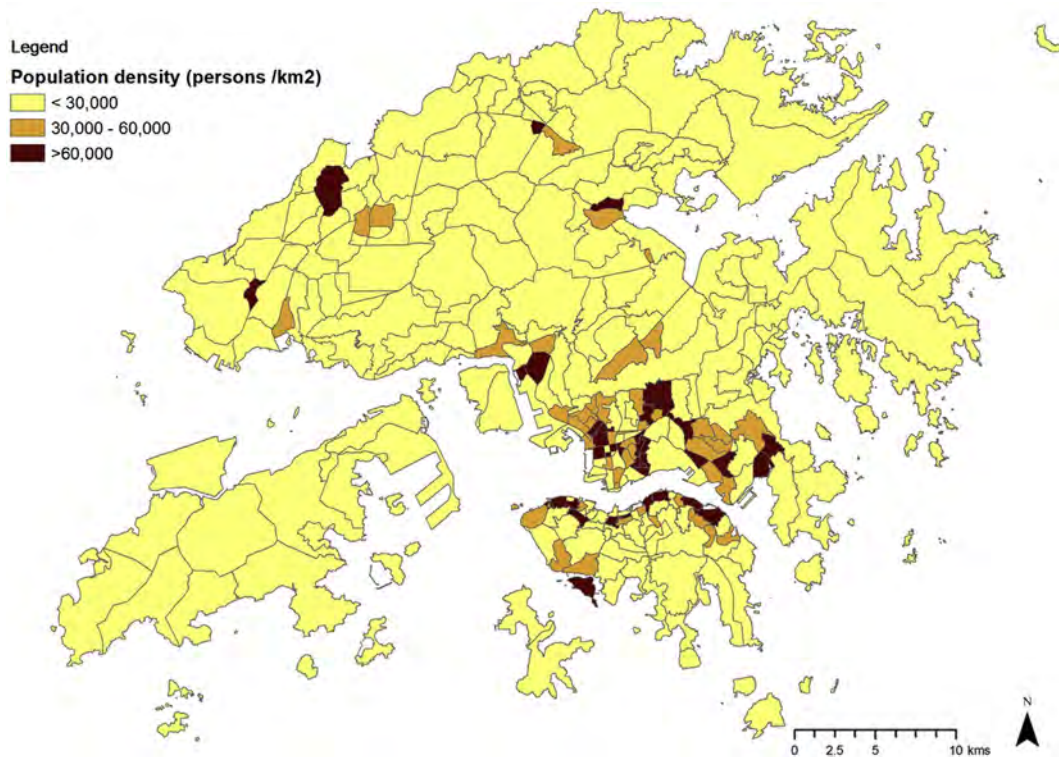 Legend
Population density (persons /km2)
< 30,000
30,000 - 60,000
>60,000
N
0 2.5 5 10 kms